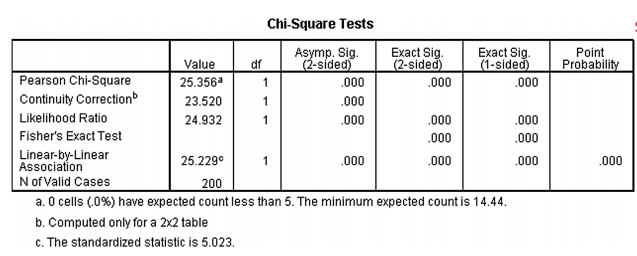 Chi-Square Tests
Value df Asymp. Sig. (2-sided) Exact Sig. (2-sided) Exact Sig. (1-sided) Point Probability
Pearson Chi-Square 25.356a 1 .000 .000 .000
Continuity Correctionb 23.520 1 .000
Likelihood Ratio 24.932 1 .000 .000 .000
Fisher's Exact Test .000 .000
Linear-by-Linear Association 25.229c 1 .000 .000 .000 .000
N of Valid Cases 200
a. 0 cells (.0%) have expected count less than 5. The minimum expected count is 14.44.
b. Computed only for a 2x2 table
c. The standardized statistic is 5.023.